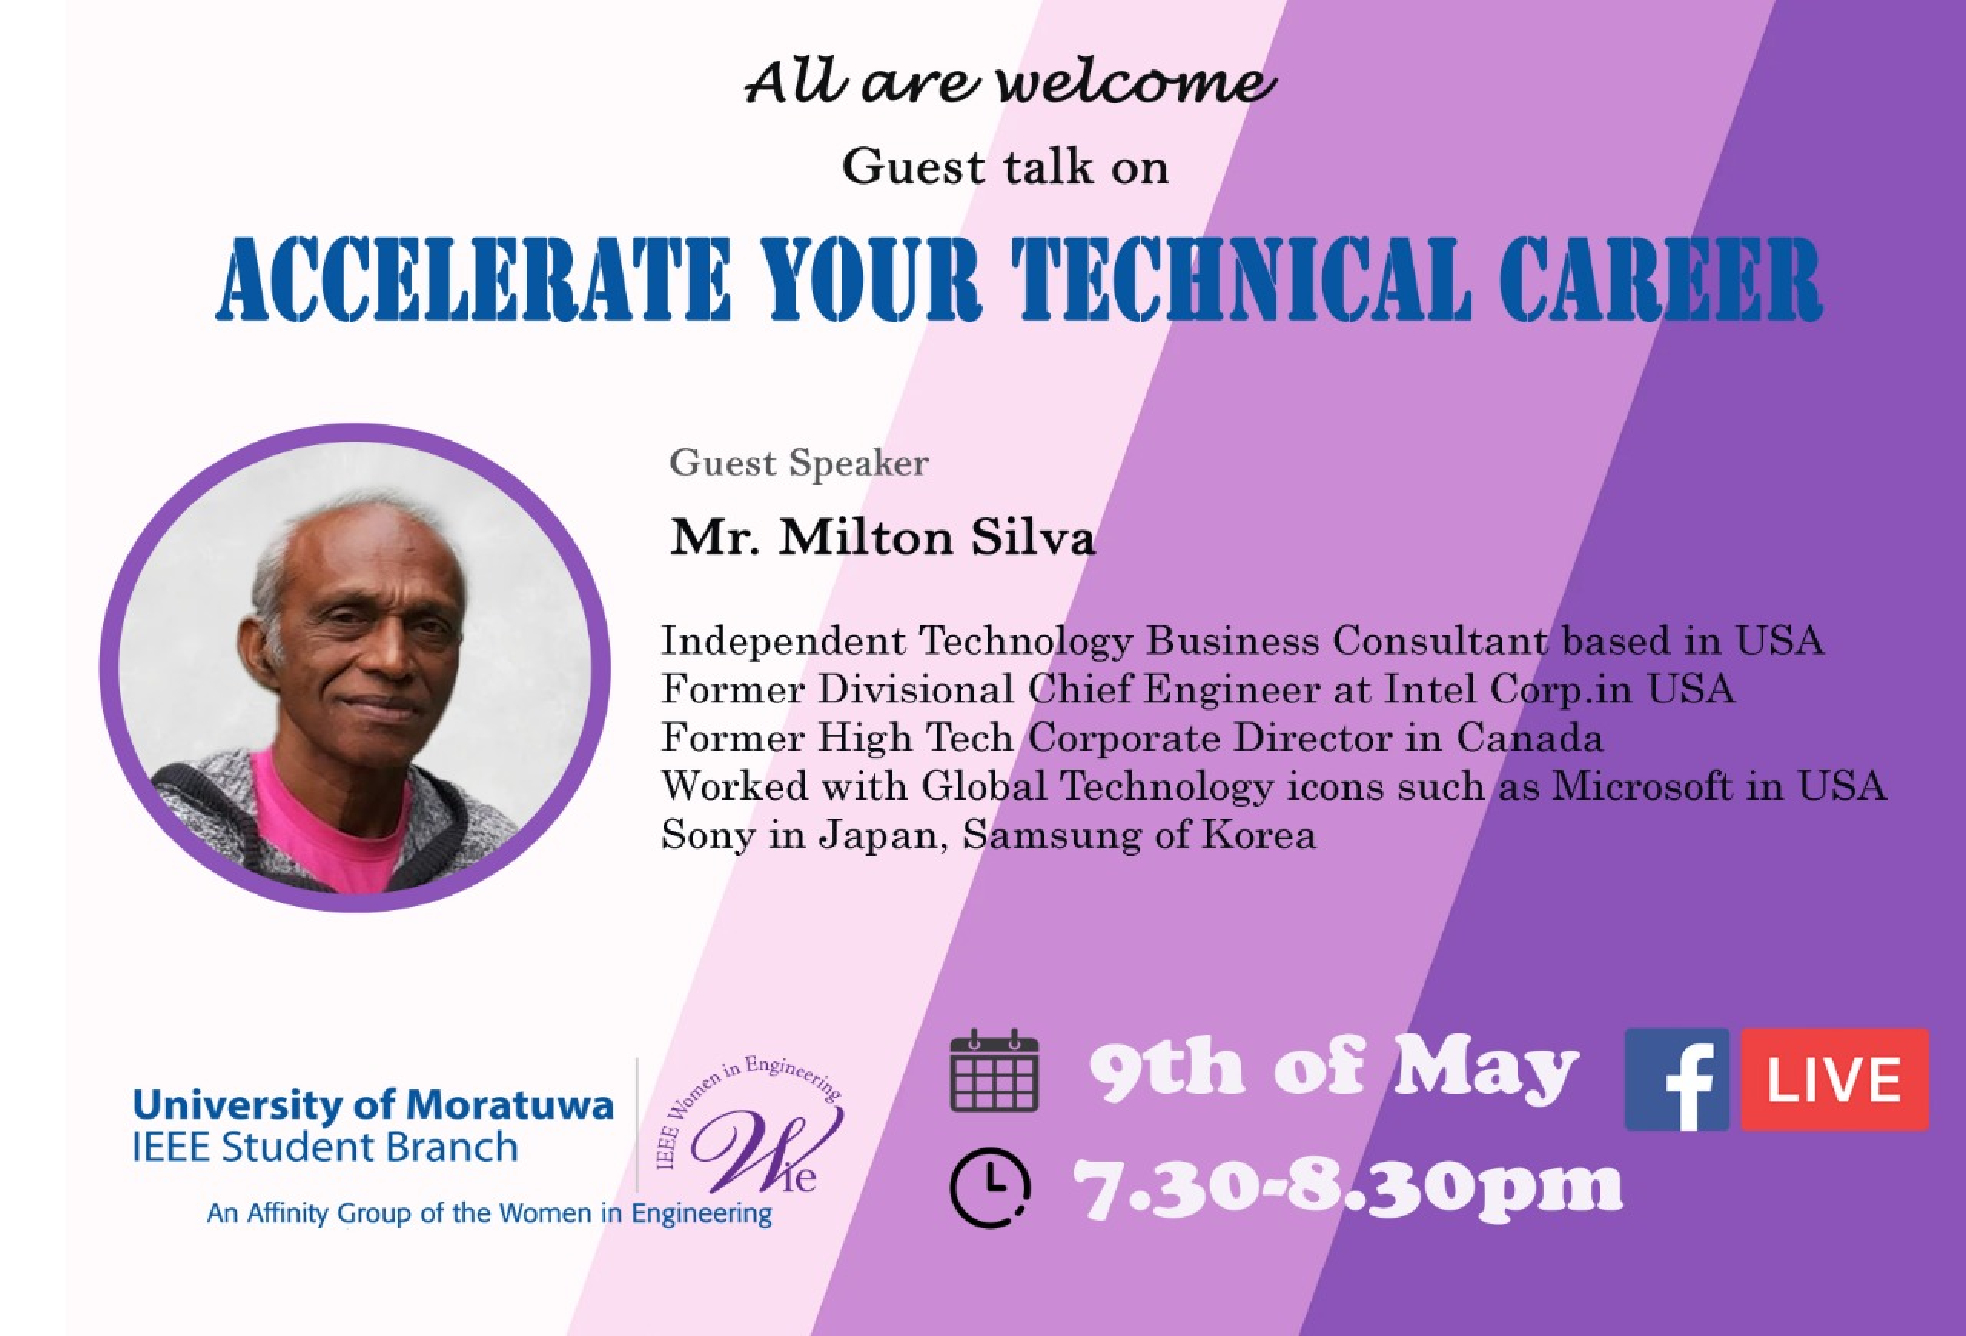 All are welcome
Guest talk on
ACCELERATE YOUR TECHNICAL CAREER
Guest Speaker
Mr. Milton Silva
Independent Technology Business Consultant based in USA
Former Divisional Chief Engineer at Intel Corp.in USA
Former High Tech Corporate Director in Canada
Worked with Global Technology icons such as Microsoft in USA
Sony in Japan, Samsung of Korea
9th of May
f LIVE
7.30-8.30pm
University of Moratuwa
IEEE Student Branch
IEEE Women in Engineering
Wie
An Affinity Group of the Women in Engineering